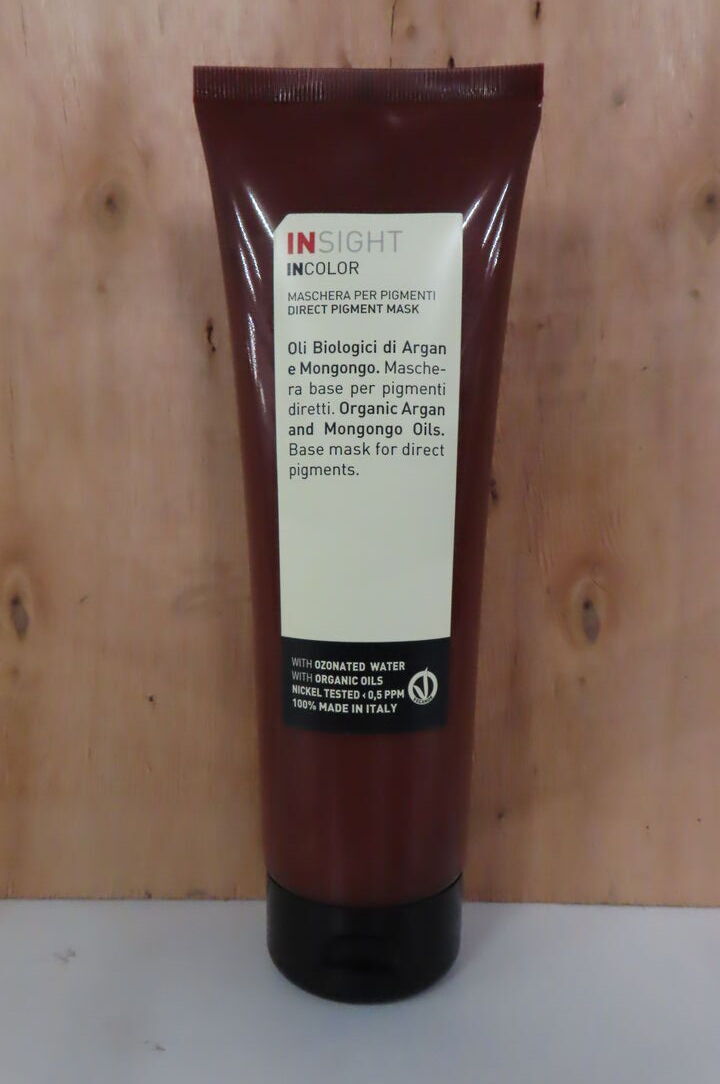 INSIGHT
INCOLOR
MASCHERA PER PIGMENTI
DIRECT PIGMENT MASK
Oli Biologici di Argan
e Mongongo. Masche-
ra base per pigmenti
diretti. Organic Argan
and Mongongo Oils.
Base mask for direct
pigments.
WITH OZONATED WATER
WITH ORGANIC OILS
NICKEL TESTED < 0,5 PPM
100% MADE IN ITALY